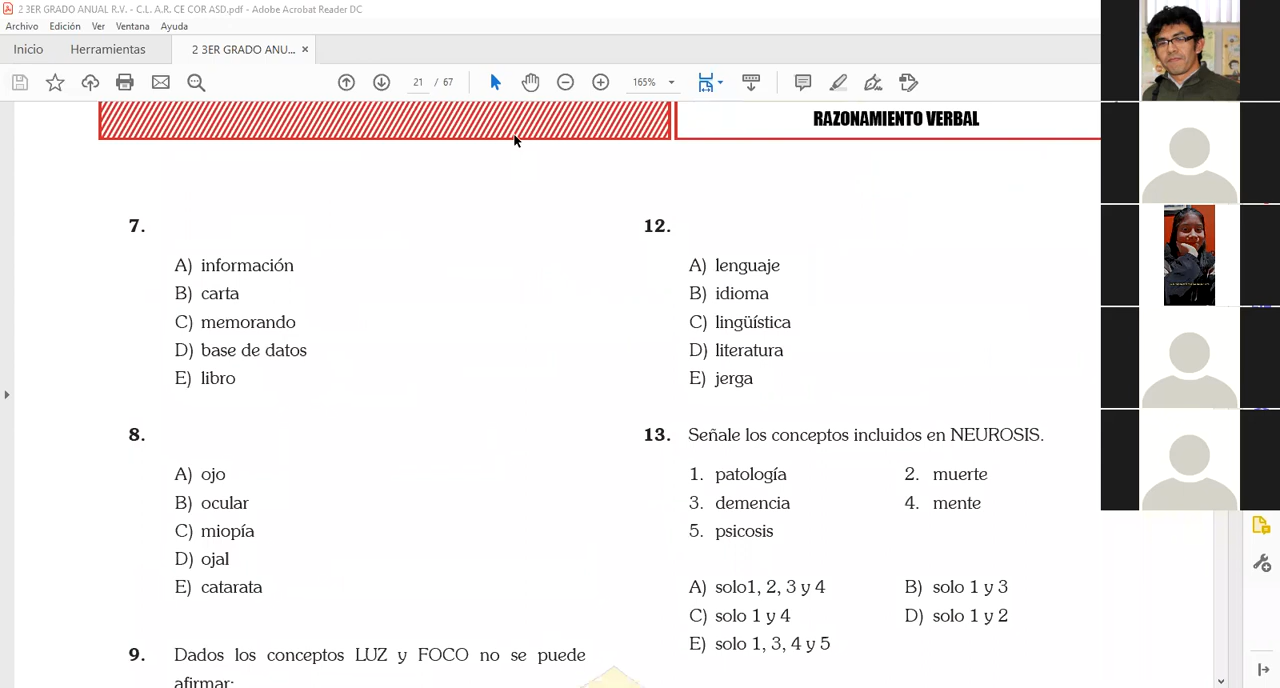 2 3ER GRADO ANUAL R.V. - C.L. A.R. CE COR ASD.pdf - Adobe Acrobat Reader DC
Archivo Edición Ver Ventana Ayuda
Inicio Herramientas 2 3ER GRADO ANU... ×
21 / 67 165%
RAZONAMIENTO VERBAL
7.
A) información
B) carta
C) memorando
D) base de datos
E) libro
8.
A) ojo
B) ocular
C) miopía
D) ojal
E) catarata
9. Dados los conceptos LUZ y FOCO no se puede
afirmar:
12.
A) lenguaje
B) idioma
C) lingüística
D) literatura
E) jerga
13. Señale los conceptos incluidos en NEUROSIS.
1. patología 2. muerte
3. demencia 4. mente
5. psicosis
A) solo1, 2, 3 y 4 B) solo 1 y 3
C) solo 1 y 4 D) solo 1 y 2
E) solo 1, 3, 4 y 5